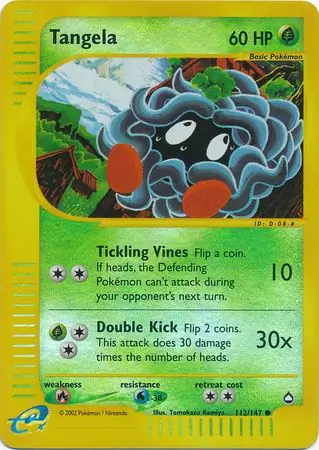 Tangela 60 HP
Basic Pokémon
ID: D-08-#
Tickling Vines Flip a coin.
If heads, the Defending
Pokémon can't attack during
your opponent's next turn.
10
Double Kick Flip 2 coins.
This attack does 30 damage
times the number of heads.
30x
weakness resistance retreat cost
-30
Illus. Tomokazu Komiya
© 2002 Pokémon / Nintendo 112/147
e